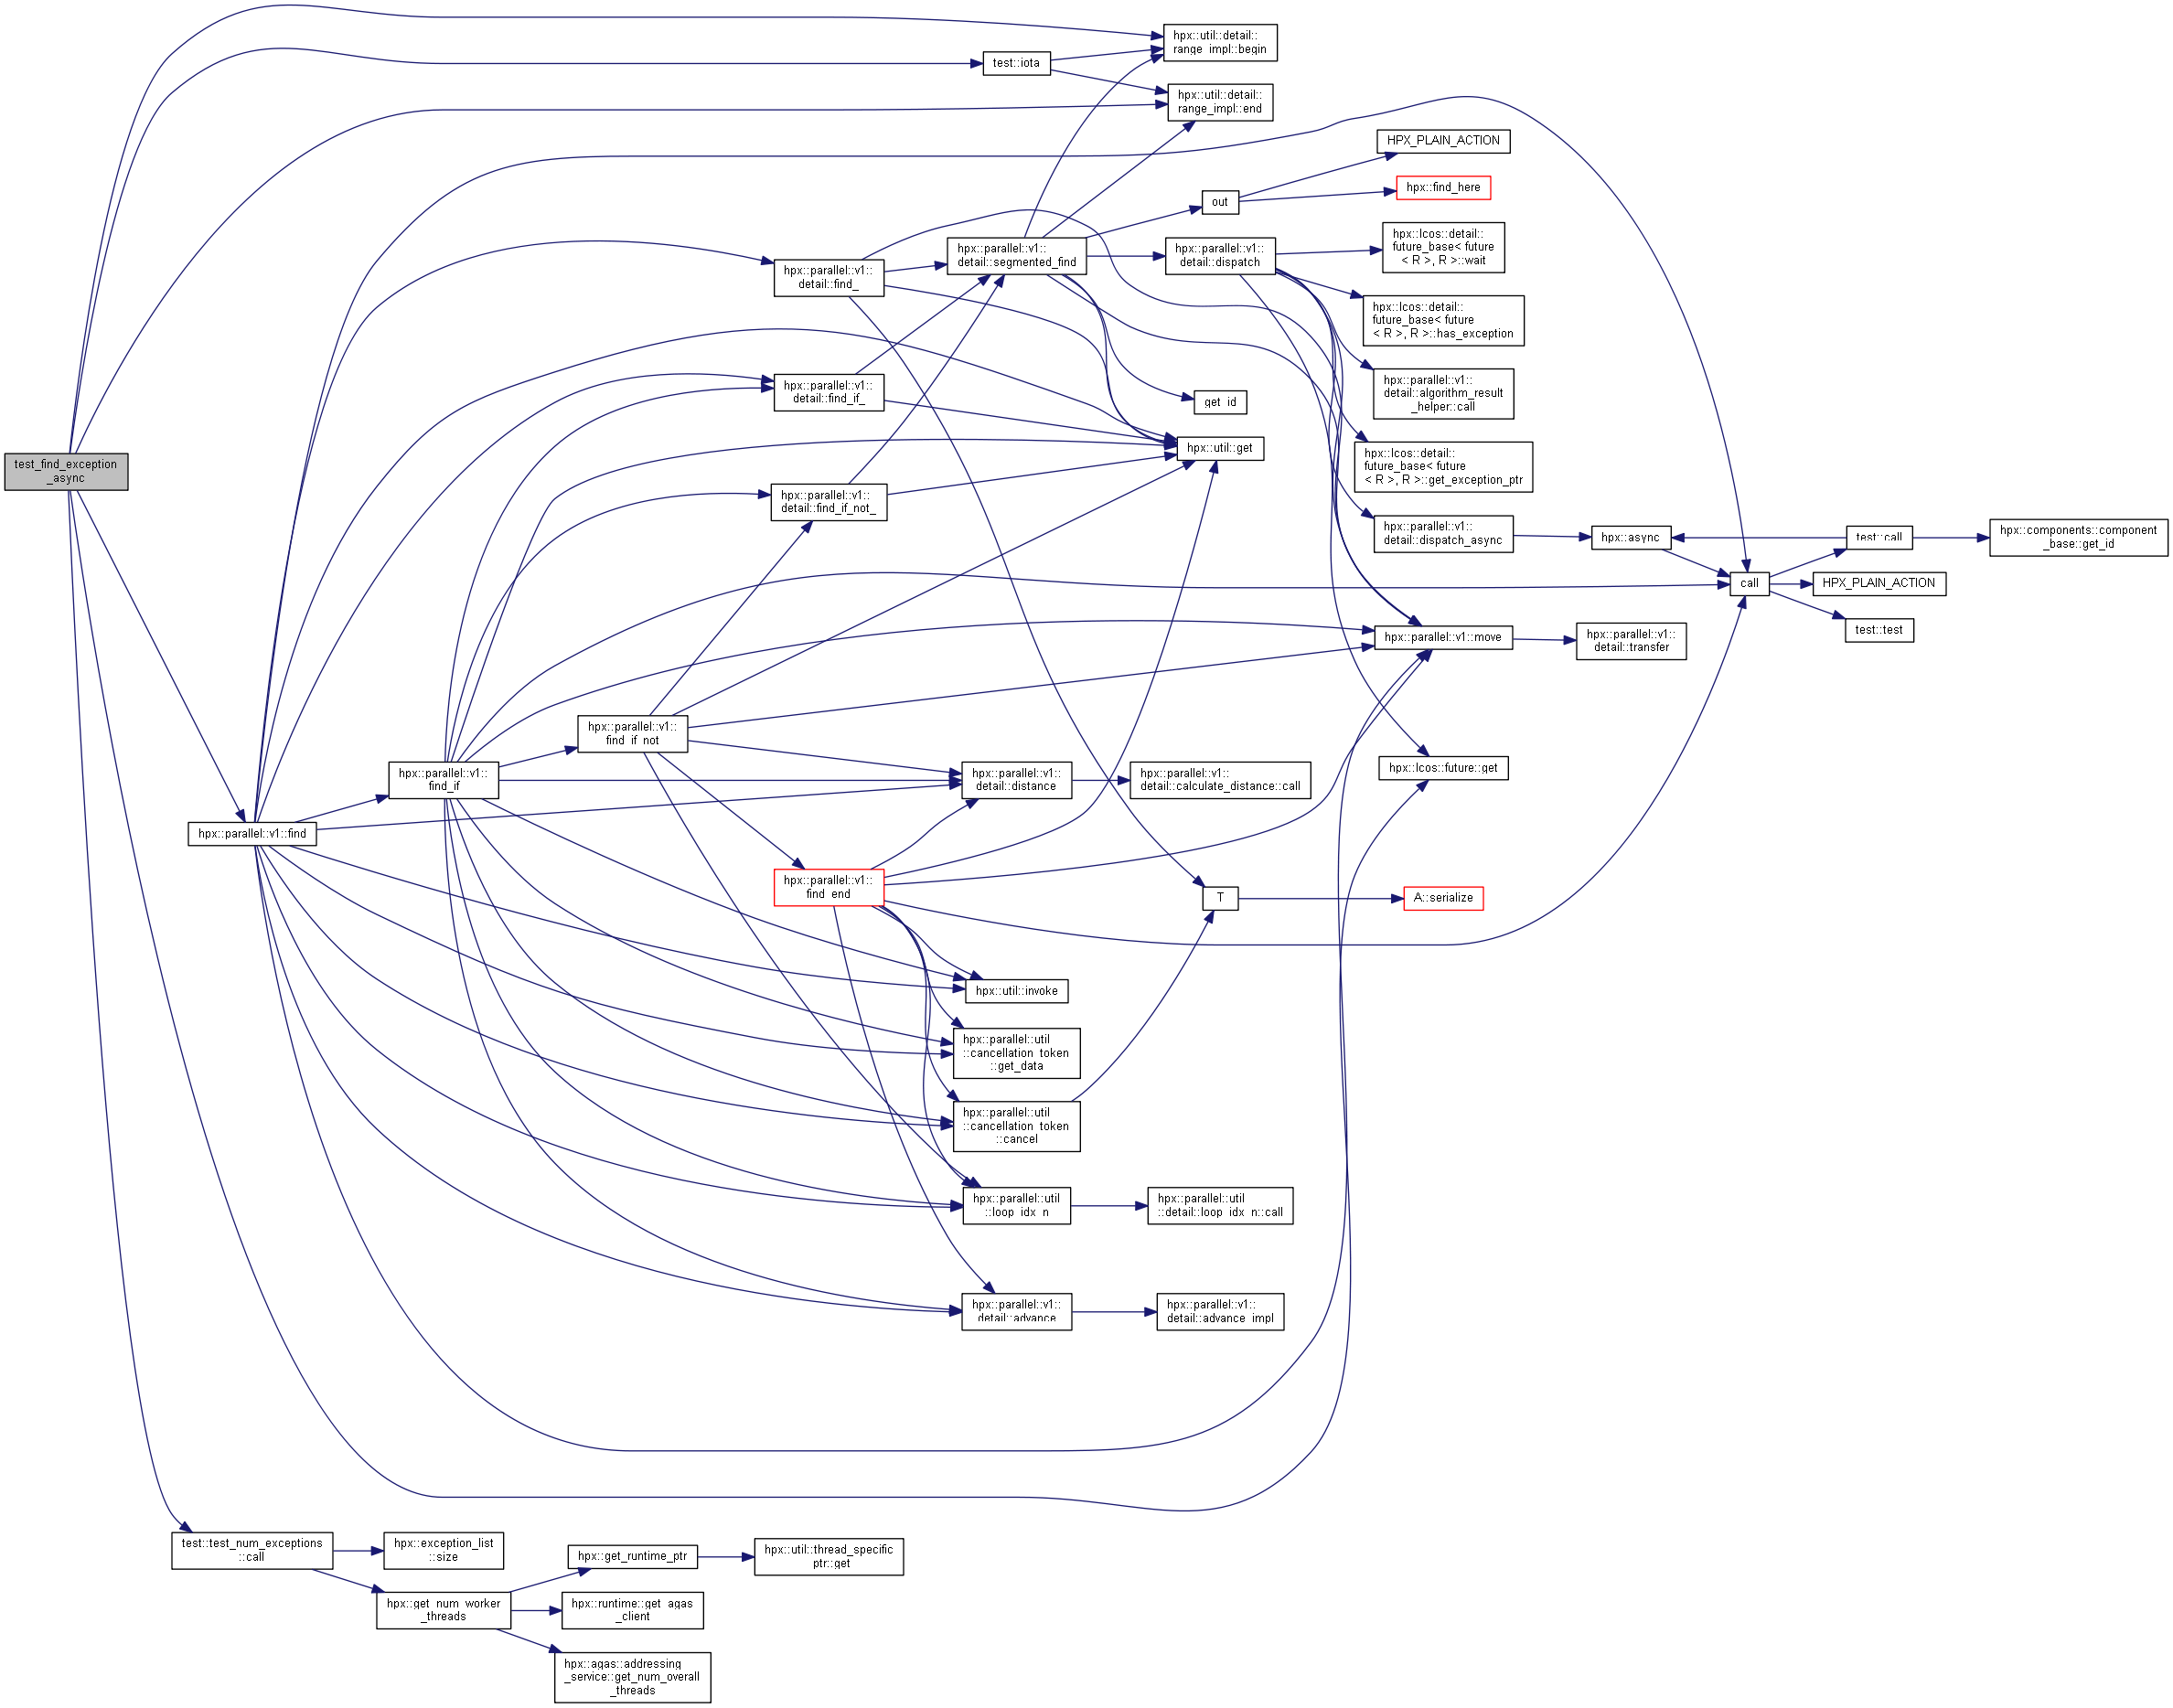 hpx::util::detail::
range_impl::begin
test::iota
hpx::util::detail::
range_impl::end
HPX_PLAIN_ACTION
hpx::find_here
out
hpx::lcos::detail::
future_base< future
< R >, R >::wait
hpx::parallel::v1::
detail::segmented_find
hpx::parallel::v1::
detail::dispatch
hpx::parallel::v1::
detail::find_
hpx::lcos::detail::
future_base< future
< R >, R >::has_exception
hpx::parallel::v1::
detail::find_if_
hpx::parallel::v1::
detail::algorithm_result
_helper::call
get_id
hpx::util::get
hpx::lcos::detail::
future_base< future
< R >, R >::get_exception_ptr
test_find_exception
_async
hpx::parallel::v1::
detail::find_if_not_
hpx::parallel::v1::
detail::dispatch_async
hpx::async
test::call
hpx::components::component
_base::get_id
call
HPX_PLAIN_ACTION
test::test
hpx::parallel::v1::move
hpx::parallel::v1::
detail::transfer
hpx::parallel::v1::
find_if_not
hpx::parallel::v1::
find_if
hpx::parallel::v1::
detail::distance
hpx::parallel::v1::
detail::calculate_distance::call
hpx::lcos::future::get
hpx::parallel::v1::find
hpx::parallel::v1::
find_end
T
A::serialize
hpx::util::invoke
hpx::parallel::util
::cancellation_token
::get_data
hpx::parallel::util
::cancellation_token
::cancel
hpx::parallel::util
::loop_idx_n
hpx::parallel::util
::detail::loop_idx_n::call
hpx::parallel::v1::
detail::advance
hpx::parallel::v1::
detail::advance_impl
test::test_num_exceptions
::call
hpx::exception_list
::size
hpx::get_runtime_ptr
hpx::util::thread_specific
_ptr::get
hpx::get_num_worker
_threads
hpx::runtime::get_agas
_client
hpx::agas::addressing
_service::get_num_overall
_threads